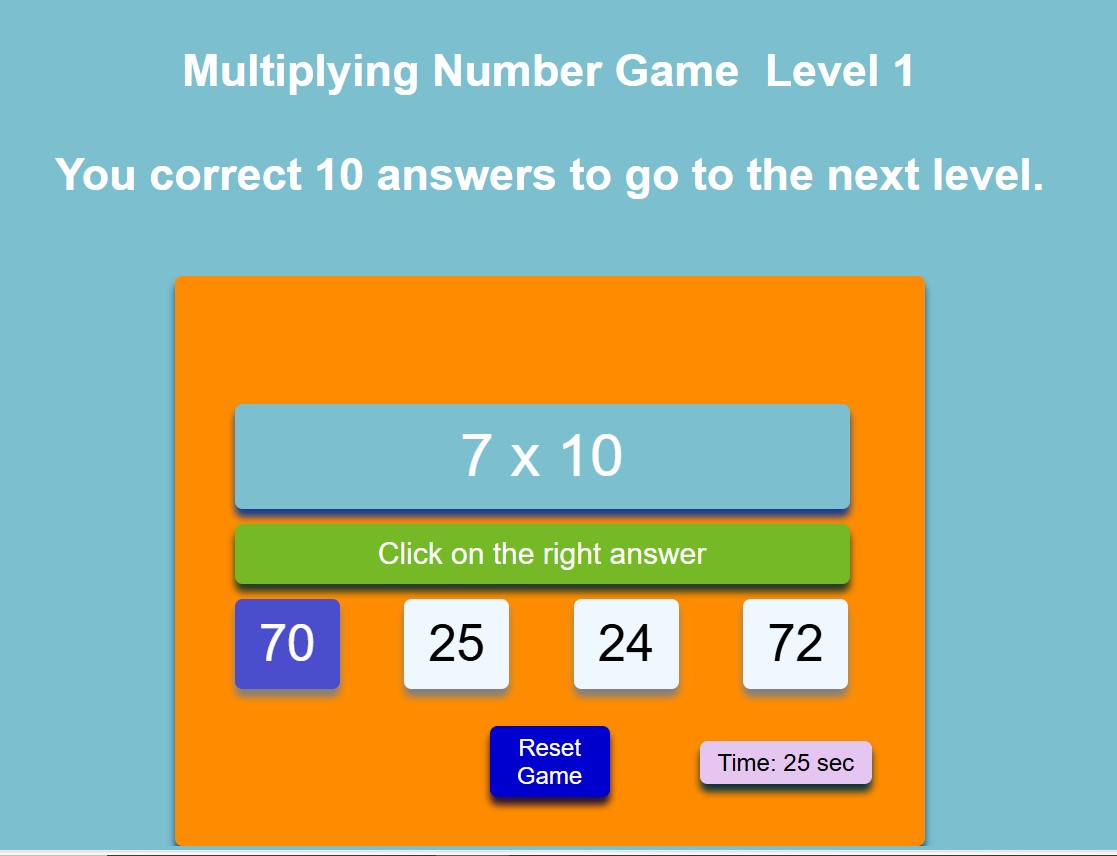 Multiplying Number Game  Level 1
You correct 10 answers to go to the next level.
7 x 10
Click on the right answer
70 25 24 72
Reset
Game
Time: 25 sec